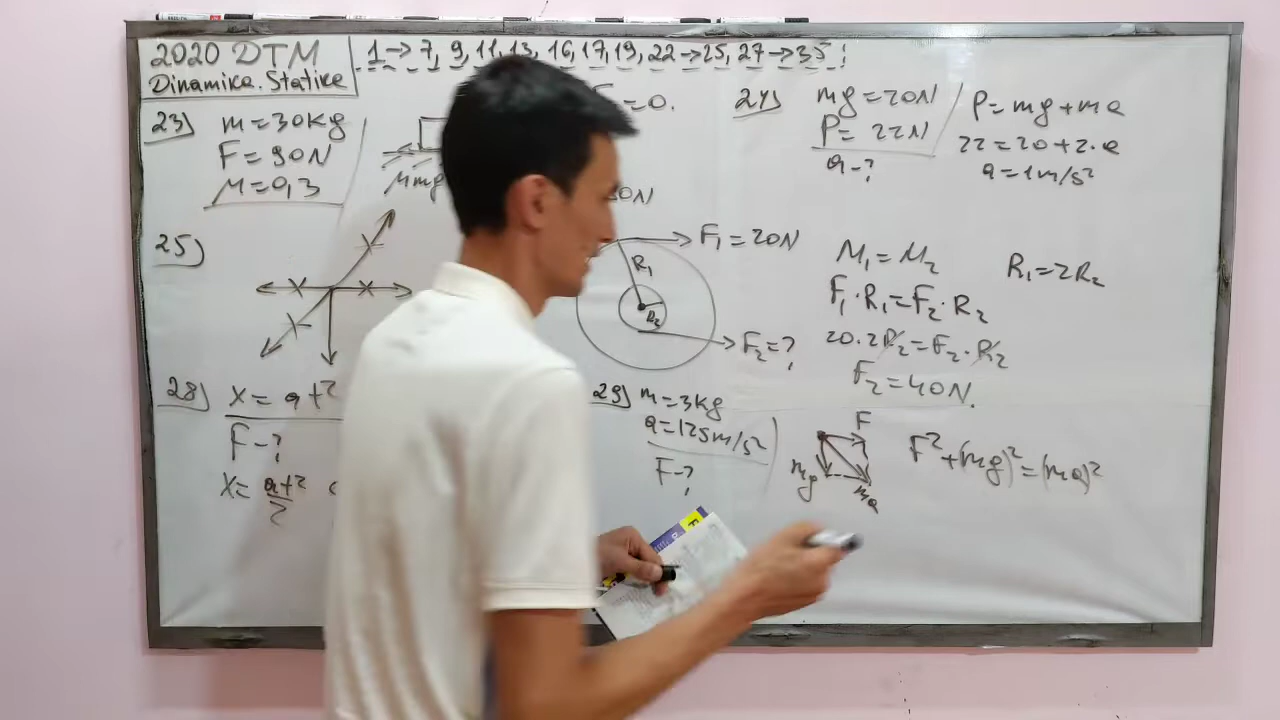 2020 DTM
Dinamika. Statika
1→7, 9, 11, 13, 16, 17, 19, 22→25, 27→35!
23) m=30kg
F=90N
μ=0,3
μmg
=0.
24) mg=20N
P=22N
a-?
P=mg+ma
22=20+2·a
a=1m/s²
25)
R₁
R₂
F₁=20N
F₂=?
M₁=M₂
R₁=2R₂
F₁·R₁=F₂·R₂
20·2R₂=F₂·R₂
F₂=40N.
28) x=at²
F-?
x=at²/2
29) m=3kg
a=125m/s²
F-?
F
mg
ma
F²+(mg)²=(ma)²